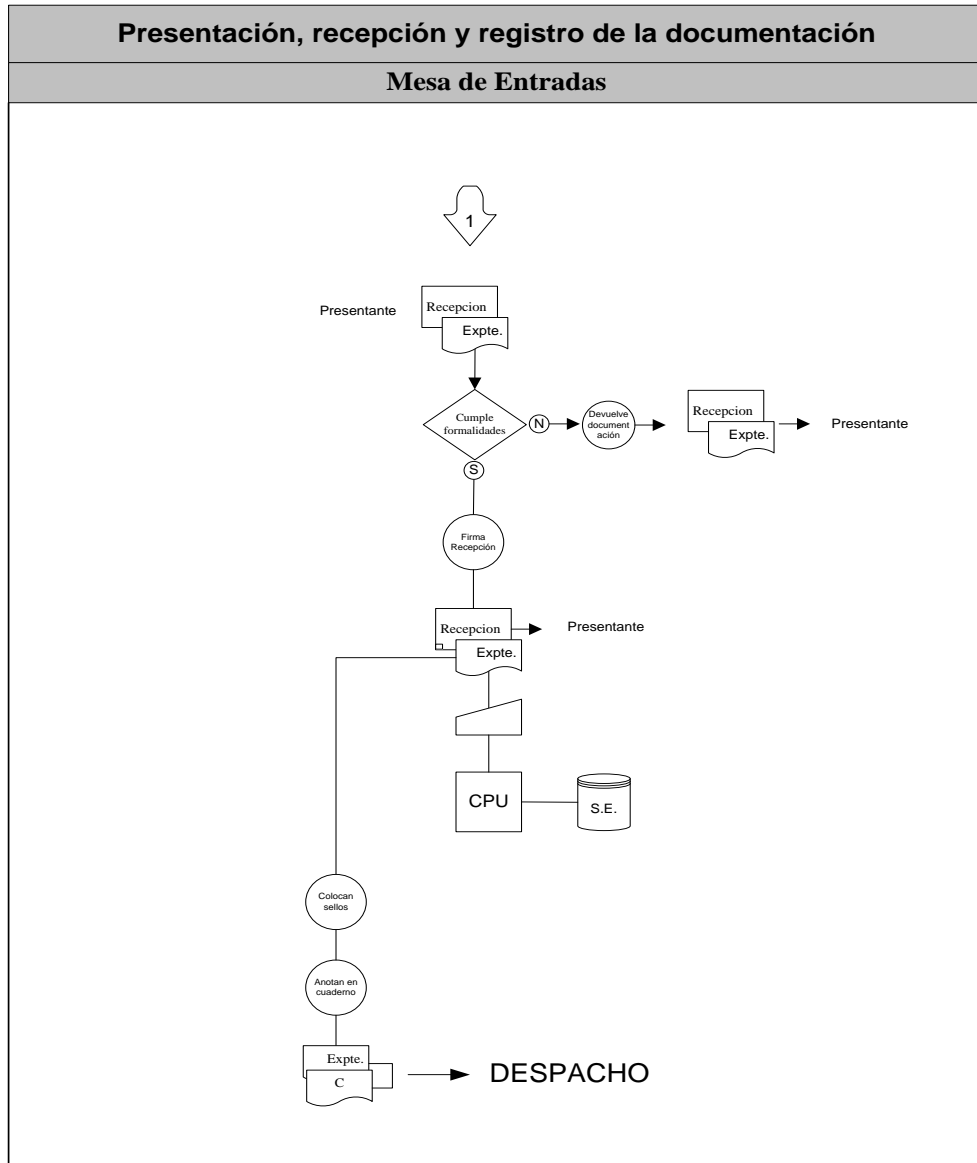 Presentación, recepción y registro de la documentación
Mesa de Entradas
1
Presentante
Recepcion
Expte.
Cumple
formalidades
N
Devuelve
document
ación
Recepcion
Expte.
Presentante
S
Firma
Recepción
Recepcion
Expte.
Presentante
CPU
S.E.
Colocan
sellos
Anotan en
cuaderno
Expte.
C
DESPACHO